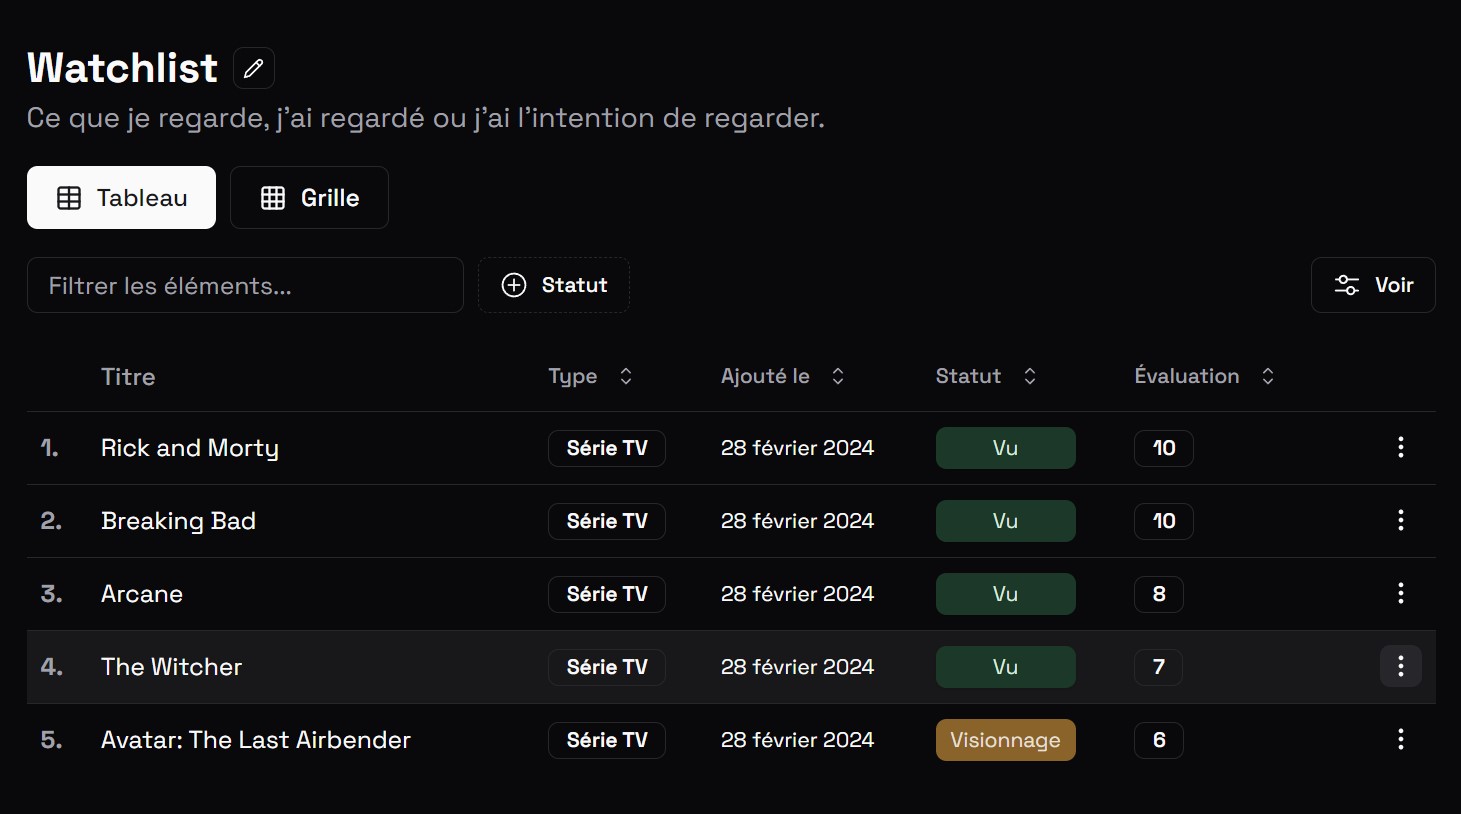 Watchlist
Ce que je regarde, j’ai regardé ou j’ai l’intention de regarder.
Tableau Grille
Filtrer les éléments... Statut Voir
Titre Type Ajouté le Statut Évaluation
1. Rick and Morty Série TV 28 février 2024 Vu 10
2. Breaking Bad Série TV 28 février 2024 Vu 10
3. Arcane Série TV 28 février 2024 Vu 8
4. The Witcher Série TV 28 février 2024 Vu 7
5. Avatar: The Last Airbender Série TV 28 février 2024 Visionnage 6